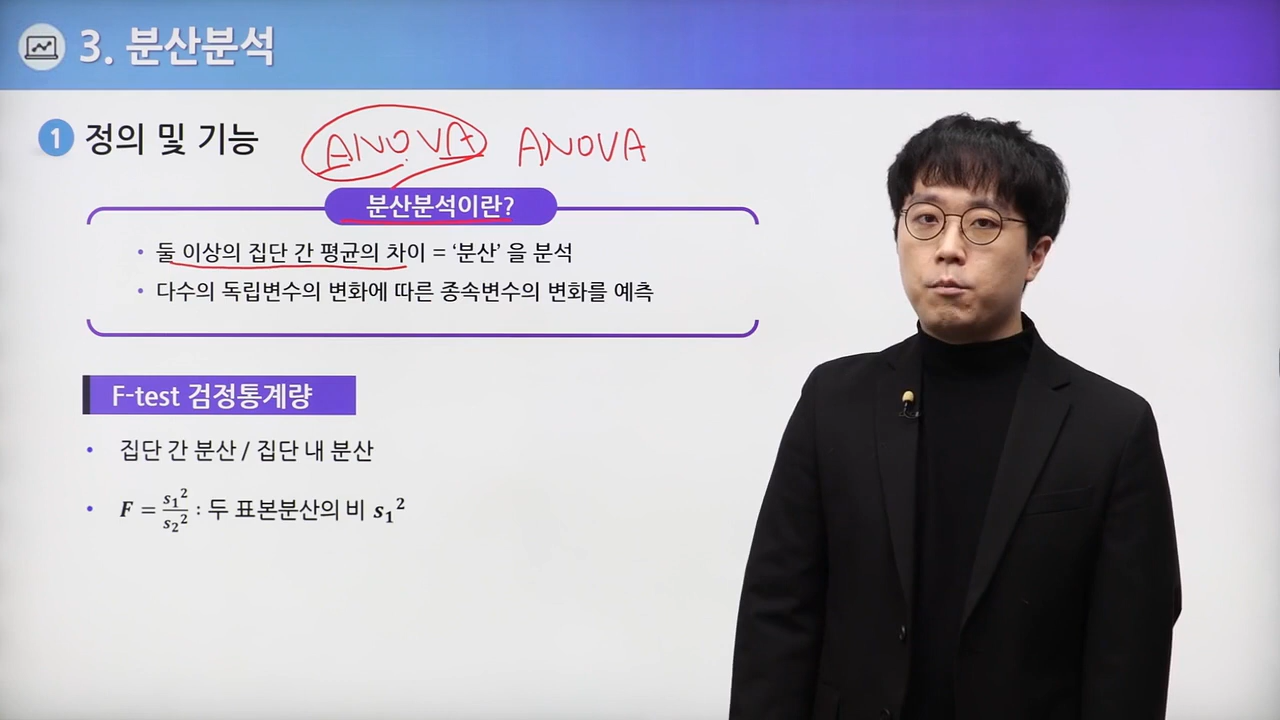 3. 분산분석
1 정의 및 기능
ANOVA ANOVA
분산분석이란?
• 둘 이상의 집단 간 평균의 차이 = ‘분산’ 을 분석
• 다수의 독립변수의 변화에 따른 종속변수의 변화를 예측
F-test 검정통계량
• 집단 간 분산 / 집단 내 분산
• F = s₁²/s₂² : 두 표본분산의 비 s₁²